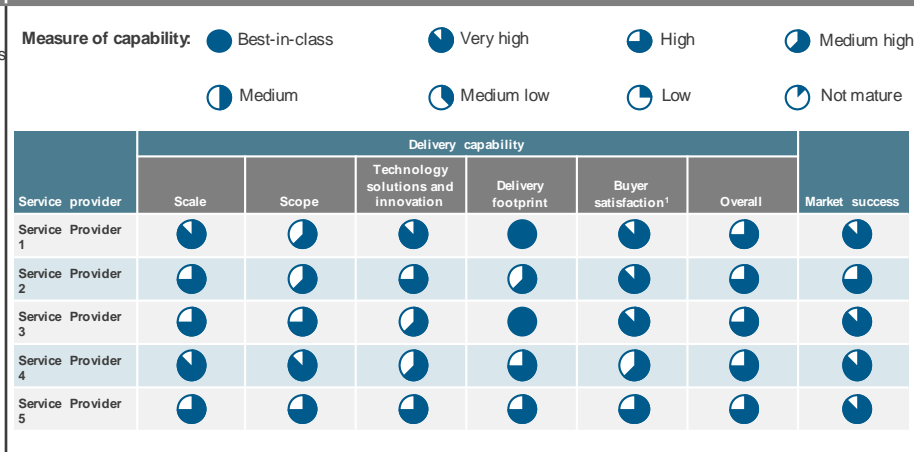 Measure of capability: Best-in-class Very high High Medium high
s
Medium Medium low Low Not mature
Delivery capability
Service provider Scale Scope Technology solutions and innovation Delivery footprint Buyer satisfaction¹ Overall Market success
Service Provider
1
Service Provider
2
Service Provider
3
Service Provider
4
Service Provider
5